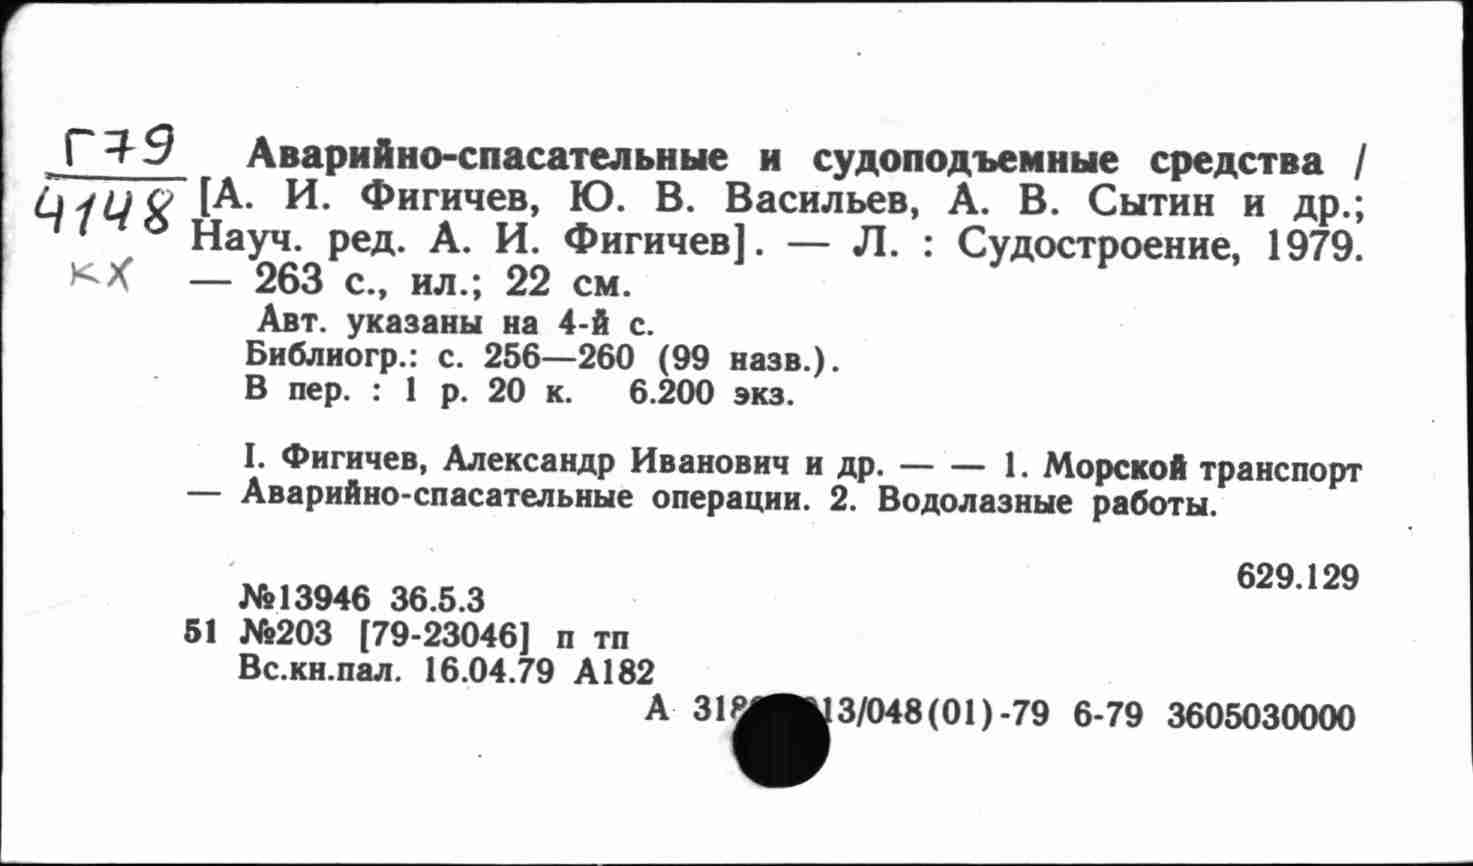 Г79
4148
кх
Аварийно-спасательные и судоподъемные средства /
[А. И. Фигичев, Ю. В. Васильев, А. В. Сытин и др.;
Науч. ред. А. И. Фигичев]. — Л. : Судостроение, 1979.
— 263 с., ил.; 22 см.
Авт. указаны на 4-й с.
Библиогр.: с. 256—260 (99 назв.).
В пер. : 1 р. 20 к. 6.200 экз.
I. Фигичев, Александр Иванович и др. — — 1. Морской транспорт
— Аварийно-спасательные операции. 2. Водолазные работы.
629.129
№13946 36.5.3
51 №203 [79-23046] п тп
Вс.кн.пал. 16.04.79 А182
А 13/048(01)-79 6-79 3605030000